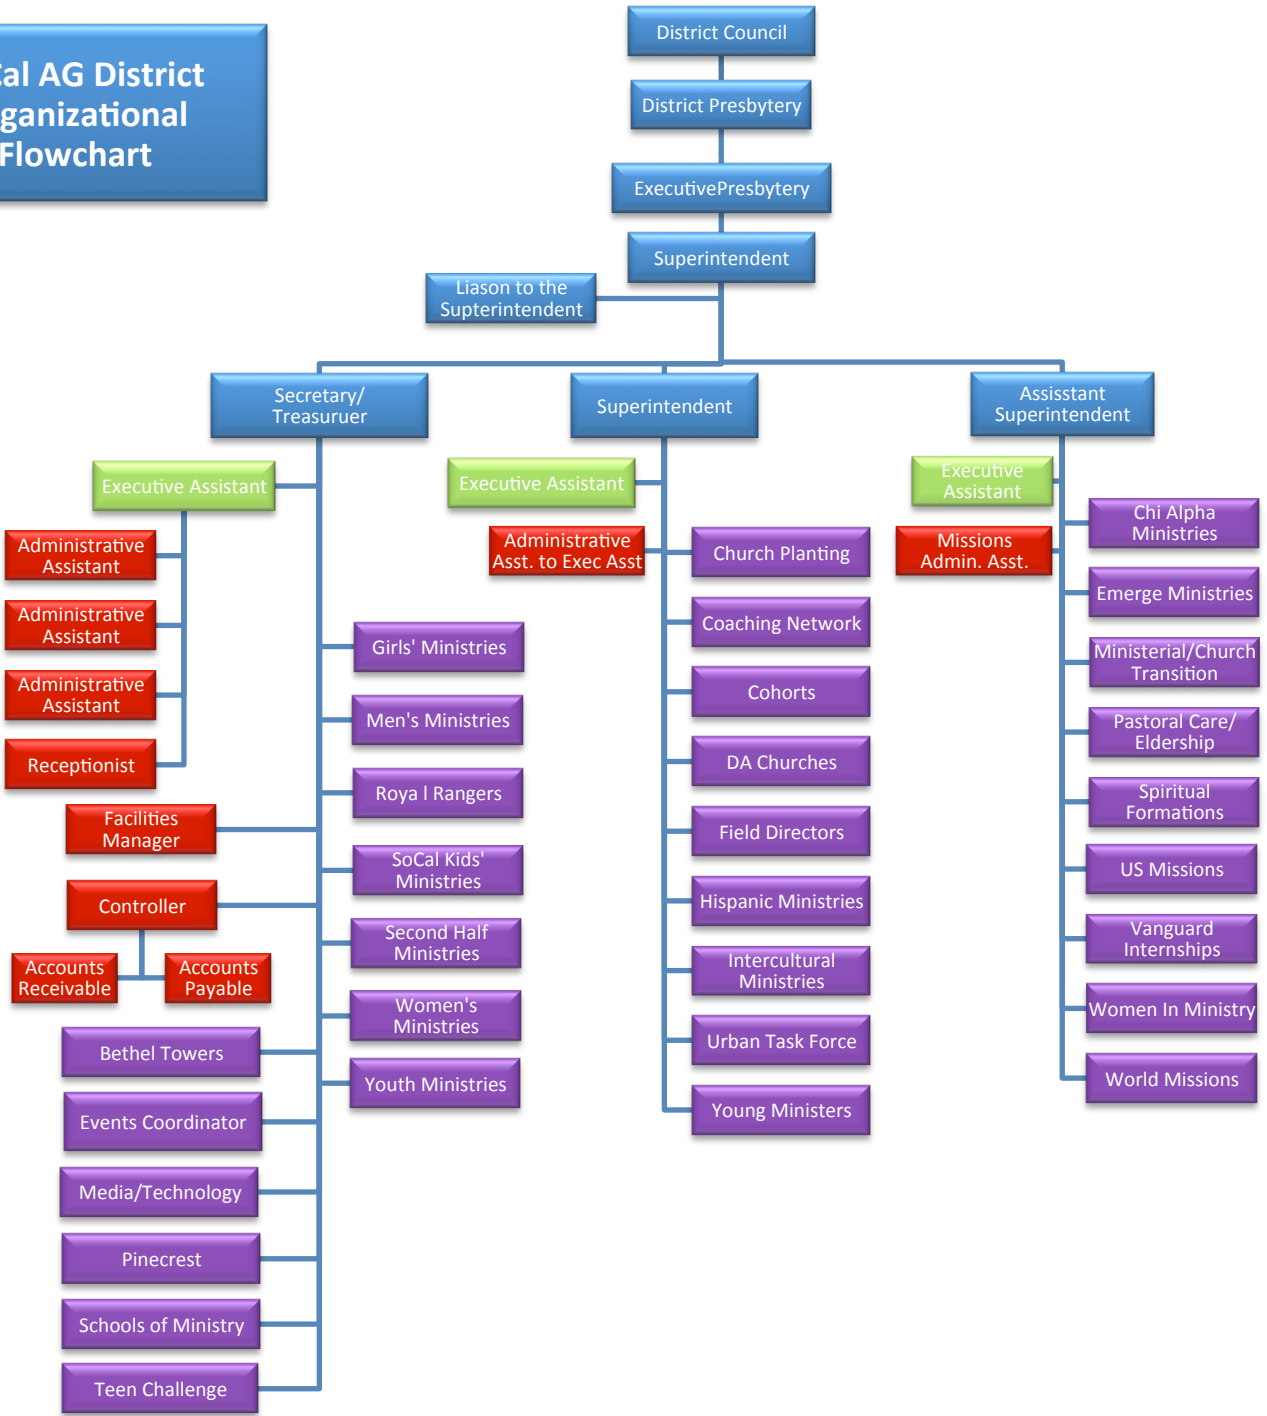 Cal AG District
ganizational
Flowchart
District Council
District Presbytery
ExecutivePresbytery
Superintendent
Liason to the
Supterintendent
Secretary/
Treasuruer
Executive Assistant
Administrative
Assistant
Administrative
Assistant
Administrative
Assistant
Receptionist
Facilities
Manager
Controller
Accounts
Receivable
Accounts
Payable
Bethel Towers
Events Coordinator
Media/Technology
Pinecrest
Schools of Ministry
Teen Challenge
Girls' Ministries
Men's Ministries
Roya l Rangers
SoCal Kids'
Ministries
Second Half
Ministries
Women's
Ministries
Youth Ministries
Superintendent
Executive Assistant
Administrative
Asst. to Exec Asst
Church Planting
Coaching Network
Cohorts
DA Churches
Field Directors
Hispanic Ministries
Intercultural
Ministries
Urban Task Force
Young Ministers
Assisstant
Superintendent
Executive
Assistant
Missions
Admin. Asst.
Chi Alpha
Ministries
Emerge Ministries
Ministerial/Church
Transition
Pastoral Care/
Eldership
Spiritual
Formations
US Missions
Vanguard
Internships
Women In Ministry
World Missions